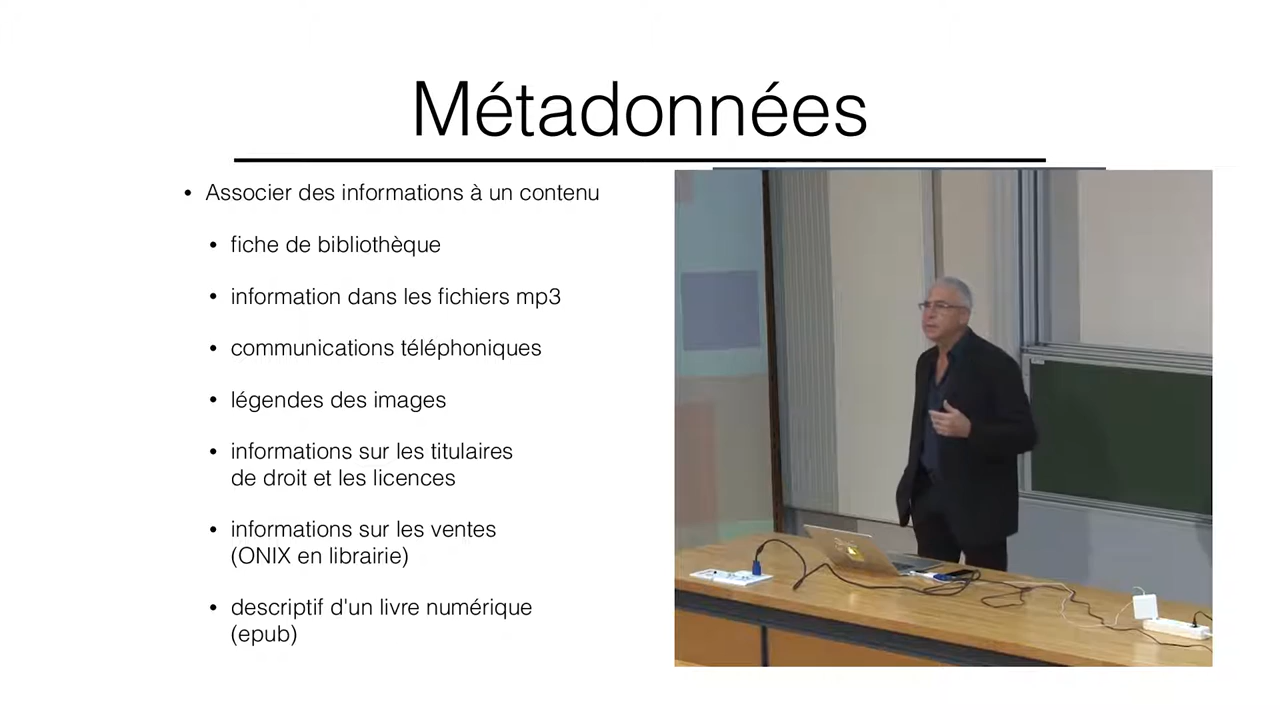 Métadonnées
• Associer des informations à un contenu
• fiche de bibliothèque
• information dans les fichiers mp3
• communications téléphoniques
• légendes des images
• informations sur les titulaires
de droit et les licences
• informations sur les ventes
(ONIX en librairie)
• descriptif d'un livre numérique
(epub)